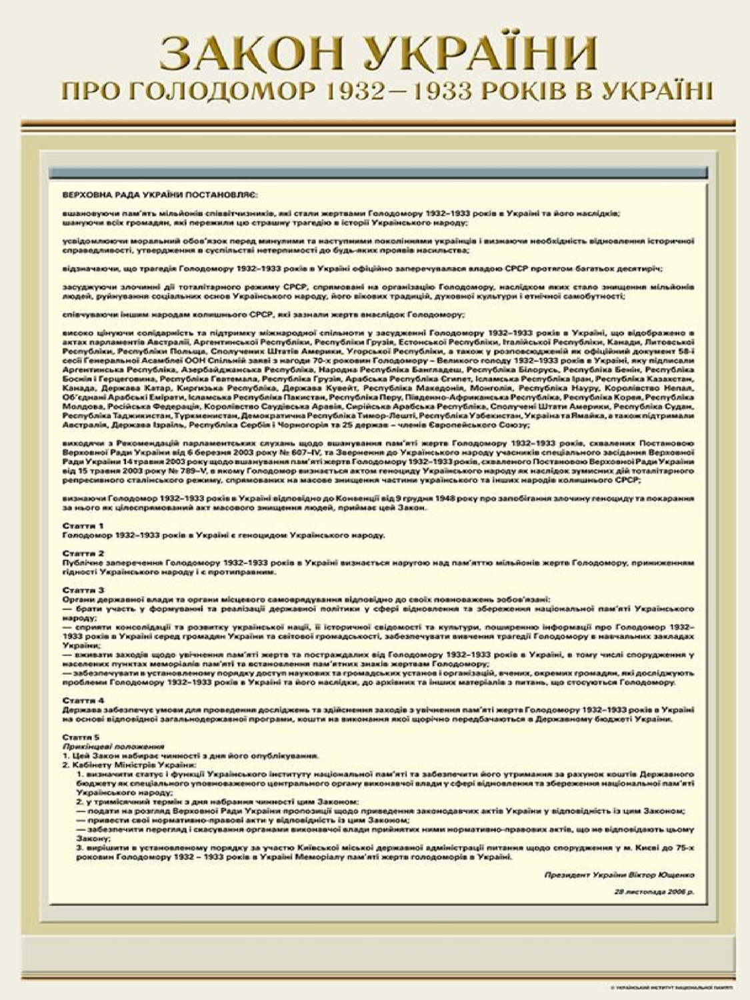 ЗАКОН УКРАЇНИ
ПРО ГОЛОДОМОР 1932–1933 РОКІВ В УКРАЇНІ
ВЕРХОВНА РАДА УКРАЇНИ ПОСТАНОВЛЯЄ:
вшановуючи пам'ять мільйонів співвітчизників, які стали жертвами Голодомору 1932–1933 років в Україні та його наслідків;
шануючи всіх громадян, які пережили цю страшну трагедію в історії Українського народу;
усвідомлюючи моральний обов'язок перед минулими та наступними поколіннями українців і визнаючи необхідність відновлення історичної
справедливості, утвердження в суспільстві нетерпимості до будь-яких проявів насильства;
відзначаючи, що трагедія Голодомору 1932–1933 років в Україні офіційно заперечувалася владою СРСР протягом багатьох десятиріч;
засуджуючи злочинні дії тоталітарного режиму СРСР, спрямовані на організацію Голодомору, наслідком яких стало знищення мільйонів
людей, руйнування соціальних основ Українського народу, його вікових традицій, духовної культури і етнічної самобутності;
співчуваючи іншим народам колишнього СРСР, які зазнали жертв внаслідок Голодомору;
високо цінуючи солідарність та підтримку міжнародної спільноти у засудженні Голодомору 1932–1933 років в Україні, що відображено в
актах парламентів Австралії, Аргентинської Республіки, Республіки Грузія, Естонської Республіки, Італійської Республіки, Канади, Литовської
Республіки, Республіки Польща, Сполучених Штатів Америки, Угорської Республіки, а також у розповсюдженій як офіційний документ 58-ї
сесії Генеральної Асамблеї ООН Спільній заяві з нагоди 70-х роковин Голодомору – Великого голоду 1932–1933 років в Україні, яку підписали
Аргентинська Республіка, Азербайджанська Республіка, Народна Республіка Бангладеш, Республіка Білорусь, Республіка Бенін, Республіка
Боснія і Герцеговина, Республіка Гватемала, Республіка Грузія, Арабська Республіка Єгипет, Ісламська Республіка Іран, Республіка Казахстан,
Канада, Держава Катар, Киргизька Республіка, Держава Кувейт, Республіка Македонія, Монголія, Республіка Науру, Королівство Непал,
Об'єднані Арабські Емірати, Ісламська Республіка Пакистан, Республіка Перу, Південно-Африканська Республіка, Республіка Корея, Республіка
Молдова, Російська Федерація, Королівство Саудівська Аравія, Сирійська Арабська Республіка, Сполучені Штати Америки, Республіка Судан,
Республіка Таджикистан, Туркменистан, Демократична Республіка Тимор-Лешті, Республіка Узбекистан, Україна та Ямайка, а також підтримали
Австралія, Держава Ізраїль, Республіка Сербія і Чорногорія та 25 держав – членів Європейського Союзу;
виходячи з Рекомендацій парламентських слухань щодо вшанування пам'яті жертв Голодомору 1932–1933 років, схвалених Постановою
Верховної Ради України від 6 березня 2003 року № 607–IV, та Звернення до Українського народу учасників спеціального засідання Верховної
Ради України 14 травня 2003 року щодо вшанування пам'яті жертв Голодомору 1932–1933 років, схваленого Постановою Верховної Ради України
від 15 травня 2003 року № 789–V, в якому Голодомор визнається актом геноциду Українського народу як наслідок зумисних дій тоталітарного
репресивного сталінського режиму, спрямованих на масове знищення частини українського та інших народів колишнього СРСР;
визнаючи Голодомор 1932–1933 років в Україні відповідно до Конвенції від 9 грудня 1948 року про запобігання злочину геноциду та покарання
за нього як цілеспрямований акт масового знищення людей, приймає цей Закон.
Стаття 1
Голодомор 1932–1933 років в Україні є геноцидом Українського народу.
Стаття 2
Публічне заперечення Голодомору 1932–1933 років в Україні визнається наругою над пам'яттю мільйонів жертв Голодомору, приниженням
гідності Українського народу і є протиправним.
Стаття 3
Органи державної влади та органи місцевого самоврядування відповідно до своїх повноважень зобов'язані:
— брати участь у формуванні та реалізації державної політики у сфері відновлення та збереження національної пам'яті Українського
народу;
— сприяти консолідації та розвитку української нації, її історичної свідомості та культури, поширенню інформації про Голодомор 1932–
1933 років в Україні серед громадян України та світової громадськості, забезпечувати вивчення трагедії Голодомору в навчальних закладах
України;
— вживати заходів щодо увічнення пам'яті жертв та постраждалих від Голодомору 1932–1933 років в Україні, в тому числі спорудження у
населених пунктах меморіалів пам'яті та встановлення пам'ятних знаків жертвам Голодомору;
— забезпечувати в установленому порядку доступ наукових та громадських установ і організацій, вчених, окремих громадян, які досліджують
проблеми Голодомору 1932–1933 років в Україні та його наслідки, до архівних та інших матеріалів з питань, що стосуються Голодомору.
Стаття 4
Держава забезпечує умови для проведення досліджень та здійснення заходів з увічнення пам'яті жертв Голодомору 1932–1933 років в Україні
на основі відповідної загальнодержавної програми, кошти на виконання якої щорічно передбачаються в Державному бюджеті України.
Стаття 5
Прикінцеві положення
1. Цей Закон набирає чинності з дня його опублікування.
2. Кабінету Міністрів України:
1. визначити статус і функції Українського інституту національної пам'яті та забезпечити його утримання за рахунок коштів Державного
бюджету як спеціального уповноваженого центрального органу виконавчої влади у сфері відновлення та збереження національної пам'яті
Українського народу;
2. у тримісячний термін з дня набрання чинності цим Законом:
— подати на розгляд Верховної Ради України пропозиції щодо приведення законодавчих актів України у відповідність із цим Законом;
— привести свої нормативно-правові акти у відповідність із цим Законом;
— забезпечити перегляд і скасування органами виконавчої влади прийнятих ними нормативно-правових актів, що не відповідають цьому
Закону;
3. вирішити в установленому порядку за участю Київської міської державної адміністрації питання щодо спорудження у м. Києві до 75-х
роковин Голодомору 1932 – 1933 років в Україні Меморіалу пам'яті жертв голодоморів в Україні.
Президент України Віктор Ющенко
28 листопада 2006 р.
© УКРАЇНСЬКИЙ ІНСТИТУТ НАЦІОНАЛЬНОЇ ПАМ'ЯТІ